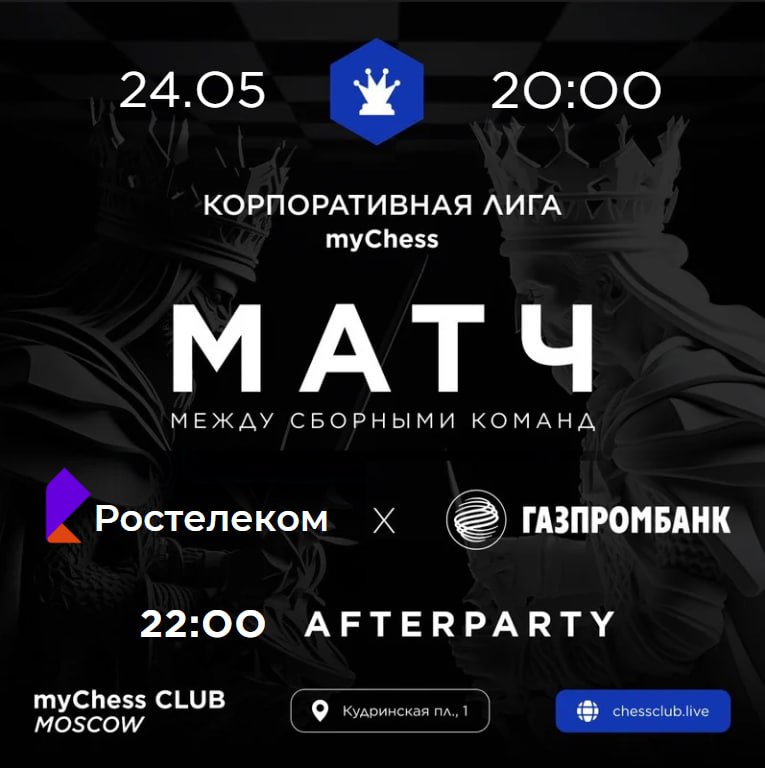 24.05
20:00
КОРПОРАТИВНАЯ ЛИГА
myChess
МАТЧ
МЕЖДУ СБОРНЫМИ КОМАНД
Ростелеком X ГАЗПРОМБАНК
22:00 AFTERPARTY
myChess CLUB
MOSCOW
Кудринская пл., 1
chessclub.live